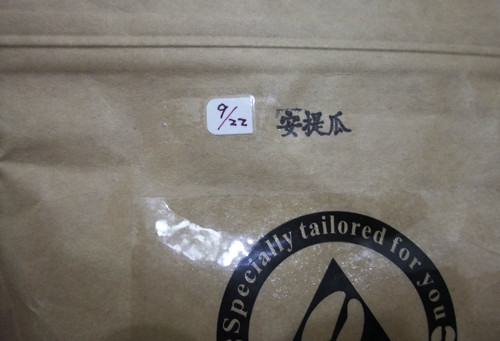 9/22
安提瓜
Specially tailored for you